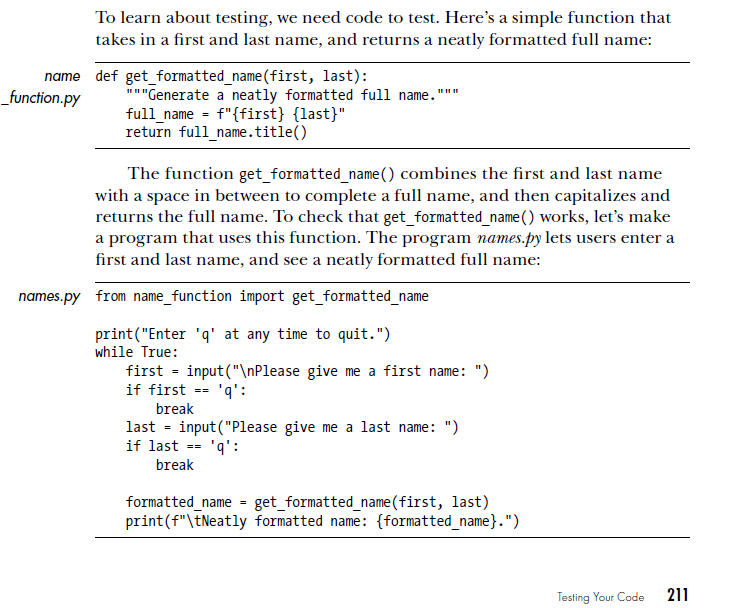 To learn about testing, we need code to test. Here’s a simple function that
takes in a first and last name, and returns a neatly formatted full name:
name
_function.py
def get_formatted_name(first, last):
    """Generate a neatly formatted full name."""
    full_name = f"{first} {last}"
    return full_name.title()
The function get_formatted_name() combines the first and last name
with a space in between to complete a full name, and then capitalizes and
returns the full name. To check that get_formatted_name() works, let’s make
a program that uses this function. The program names.py lets users enter a
first and last name, and see a neatly formatted full name:
names.py
from name_function import get_formatted_name

print("Enter 'q' at any time to quit.")
while True:
    first = input("\nPlease give me a first name: ")
    if first == 'q':
        break
    last = input("Please give me a last name: ")
    if last == 'q':
        break

    formatted_name = get_formatted_name(first, last)
    print(f"\tNeatly formatted name: {formatted_name}.")
Testing Your Code 211